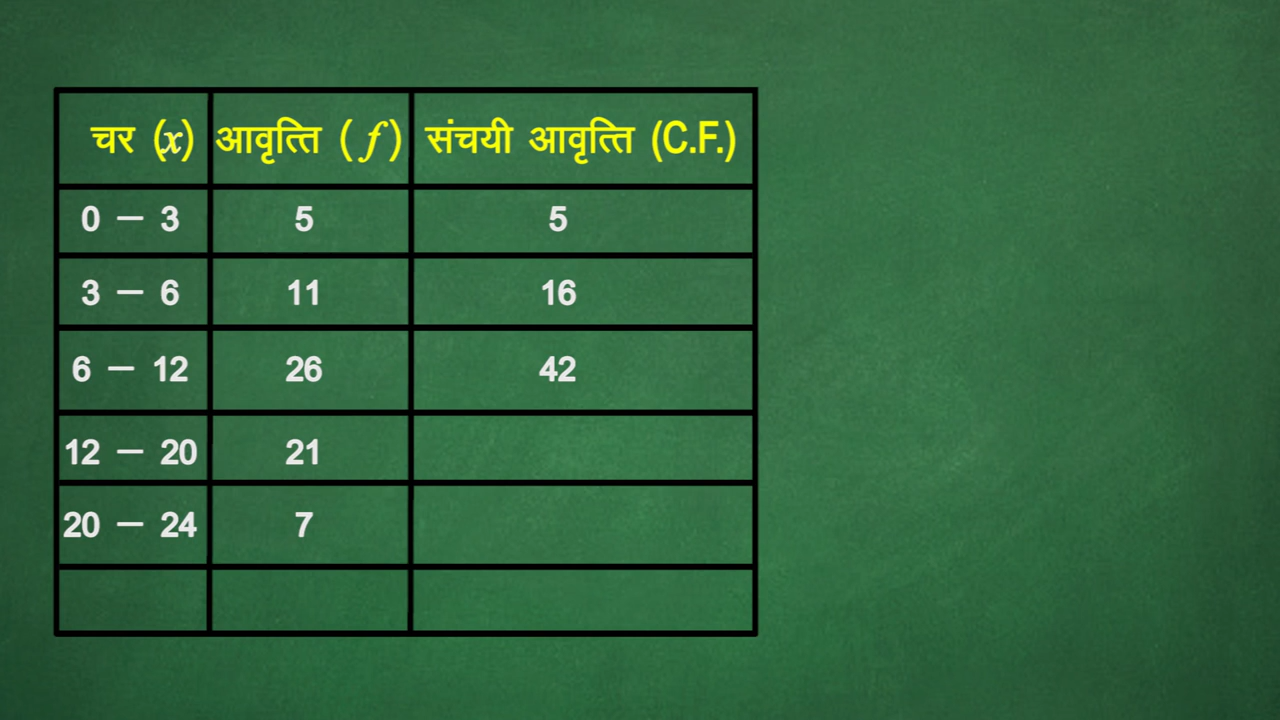 चर (x) आवृत्ति (f) संचयी आवृत्ति (C.F.)
0 – 3 5 5
3 – 6 11 16
6 – 12 26 42
12 – 20 21
20 – 24 7